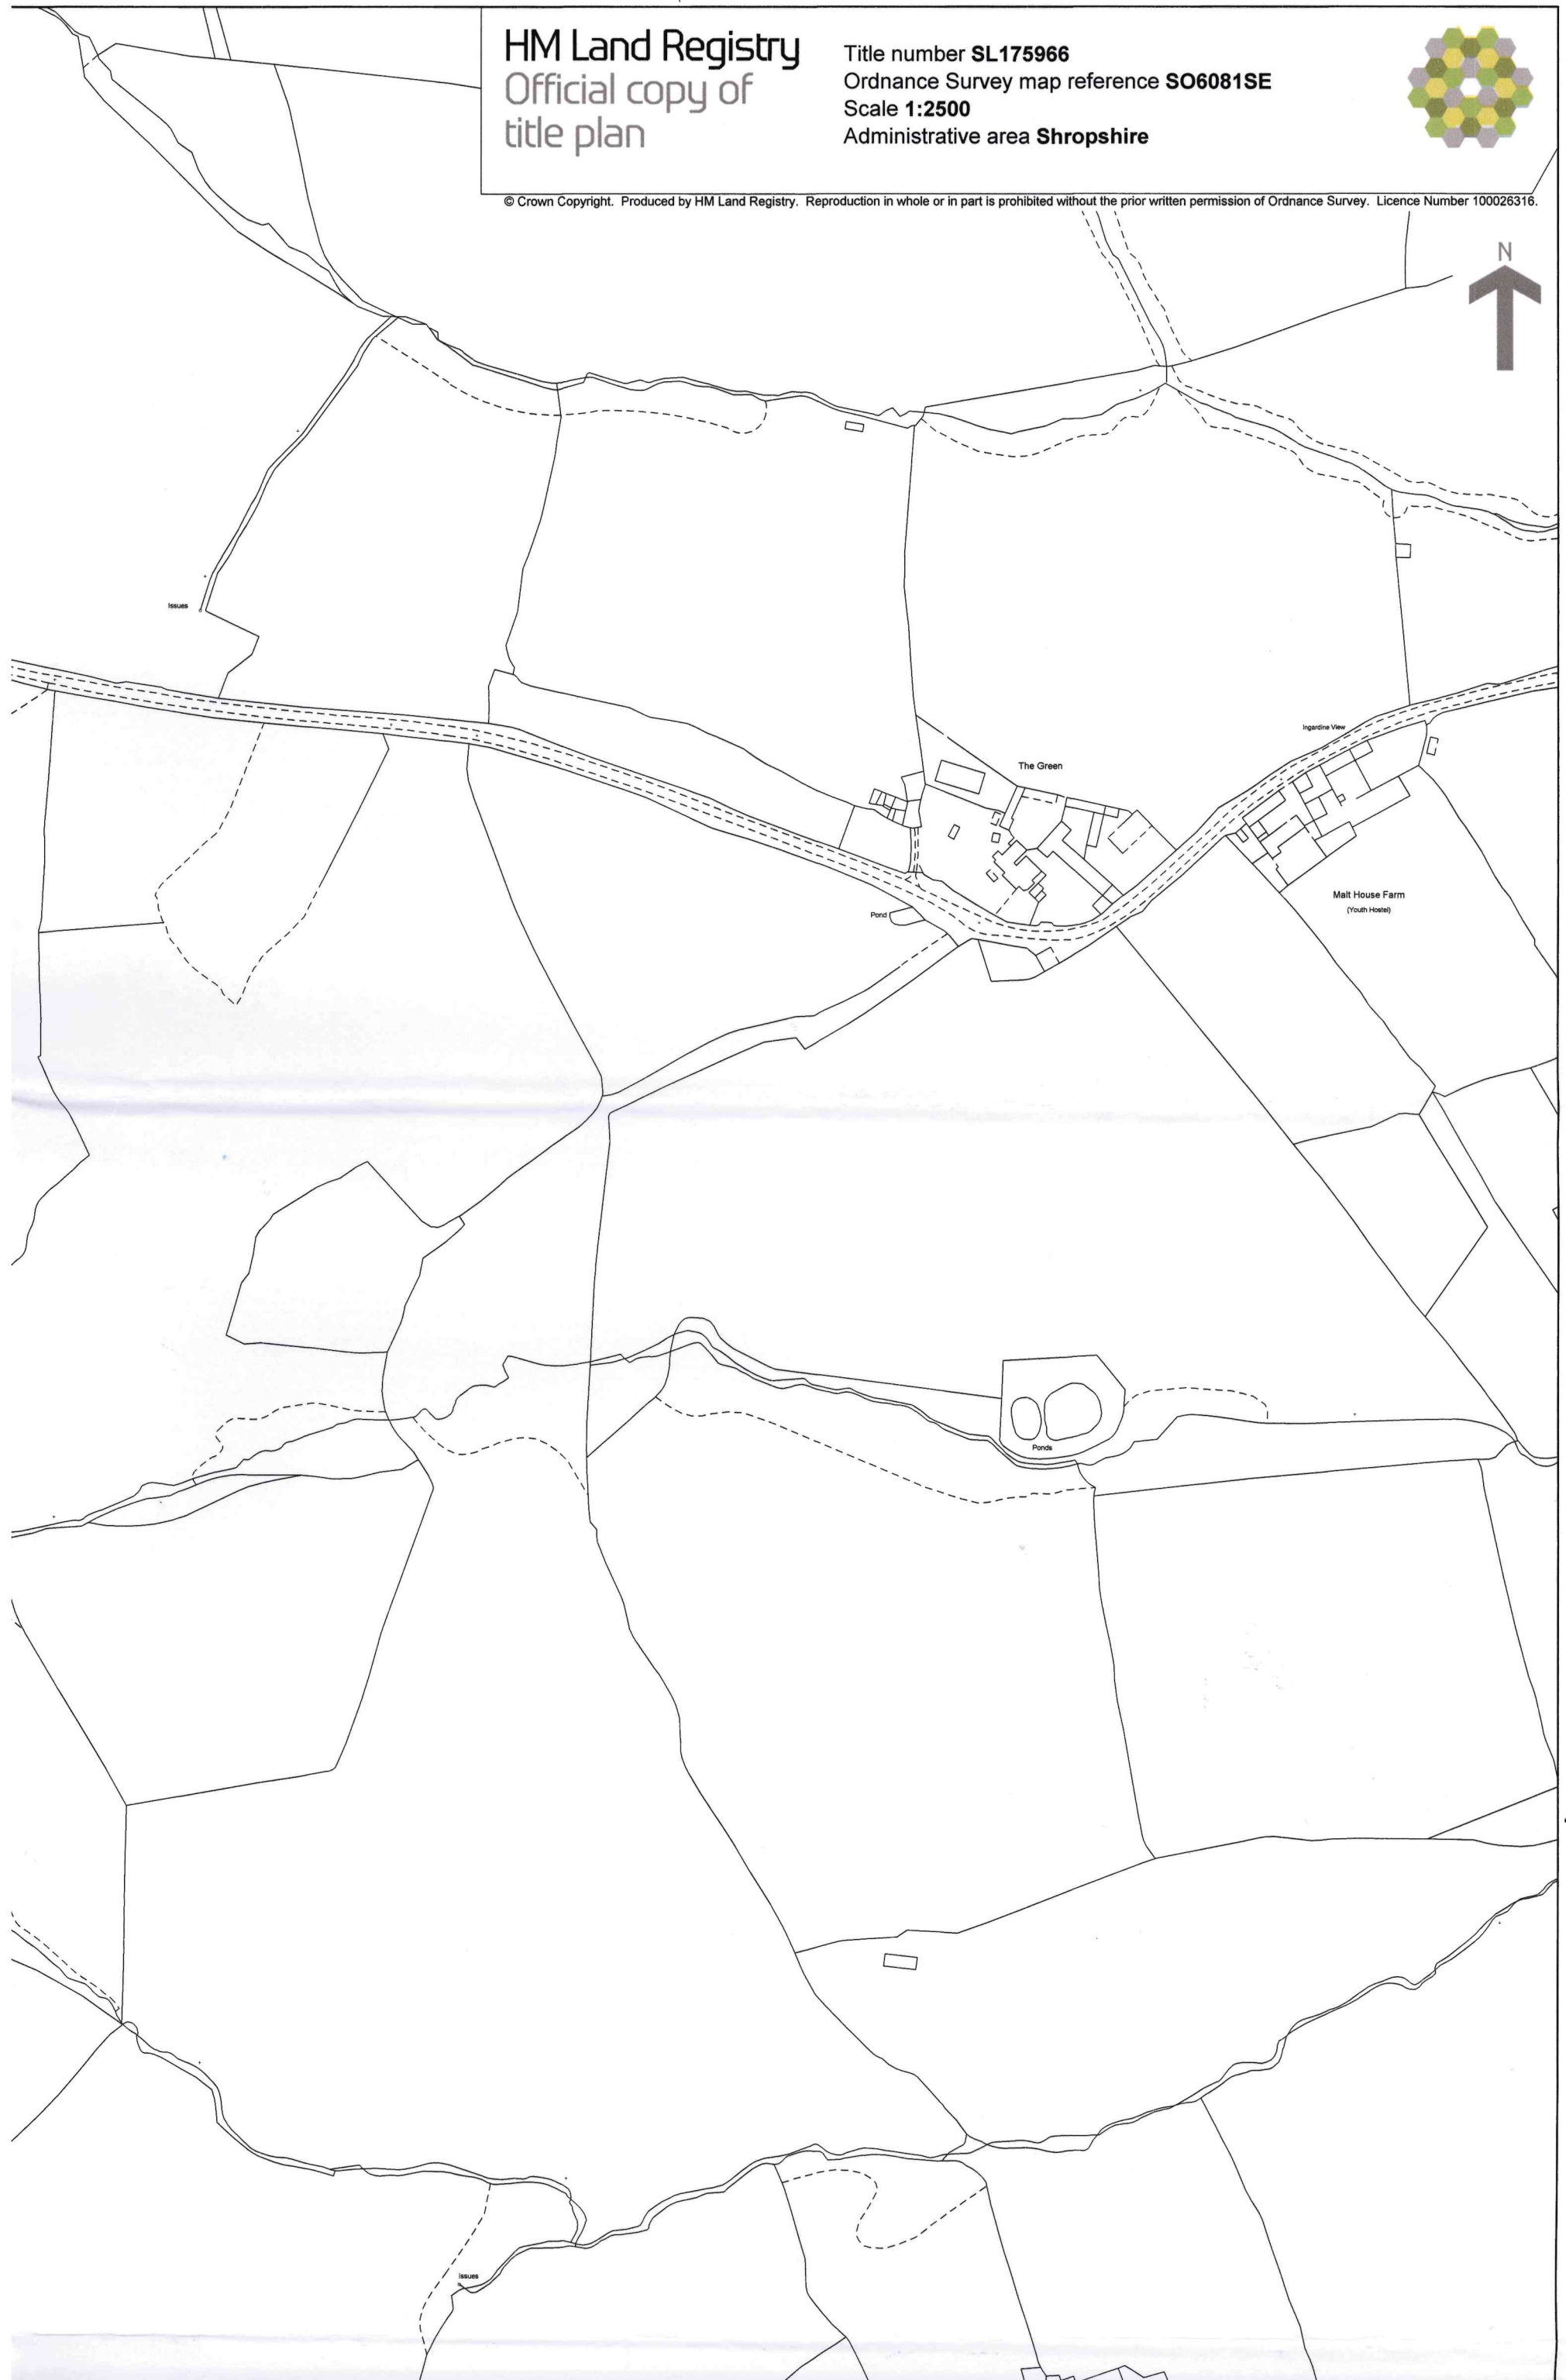 HM Land Registry
Official copy of
title plan
Title number SL175966
Ordnance Survey map reference SO6081SE
Scale 1:2500
Administrative area Shropshire
© Crown Copyright. Produced by HM Land Registry. Reproduction in whole or in part is prohibited without the prior written permission of Ordnance Survey. Licence Number 100026316.
N
Issues
Ingardine View
The Green
Malt House Farm
(Youth Hostel)
Pond
Ponds
Issues